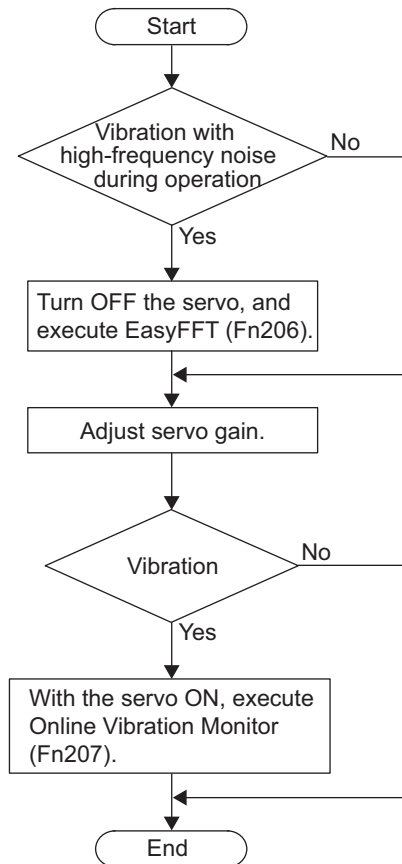 Start
Vibration with
high-frequency noise
during operation
No
Yes
Turn OFF the servo, and
execute EasyFFT (Fn206).
Adjust servo gain.
Vibration
No
Yes
With the servo ON, execute
Online Vibration Monitor
(Fn207).
End